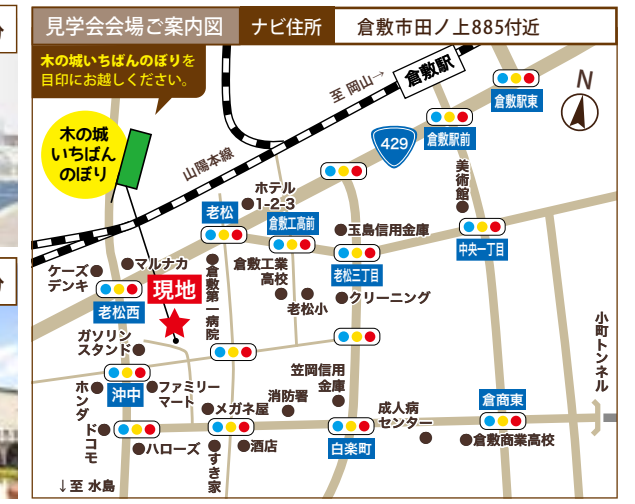 見学会会場ご案内図
ナビ住所
倉敷市田ノ上885付近
木の城いちばんのぼりを
目印にお越しください。
木の城
いちばん
のぼり
至 岡山→
倉敷駅
倉敷駅東
N
山陽本線
429
倉敷駅前
美術館
ホテル
1-2-3
老松
倉敷工高前
玉島信用金庫
中央一丁目
老松三丁目
ケーズ
デンキ
マルナカ
倉敷第一病院
倉敷工業
高校
老松小
クリーニング
現地
老松西
ガソリン
スタンド
小町トンネル
沖中
ファミリー
マート
笠岡信用
金庫
ホンダ
メガネ屋
消防署
成人病
センター
倉商東
ドコモ
ハローズ
すき家
酒店
白楽町
倉敷商業高校
↓至 水島